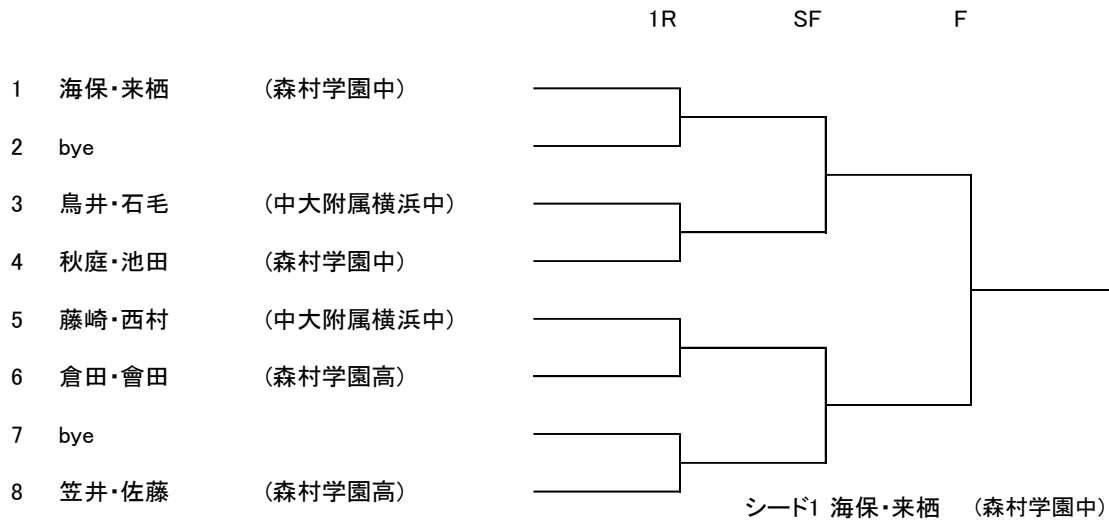 1R SF F
1 海保・来栖 (森村学園中)
2 bye
3 鳥井・石毛 (中大附属横浜中)
4 秋庭・池田 (森村学園中)
5 藤崎・西村 (中大附属横浜中)
6 倉田・會田 (森村学園高)
7 bye
8 笠井・佐藤 (森村学園高)
シード1 海保・来栖 (森村学園中)